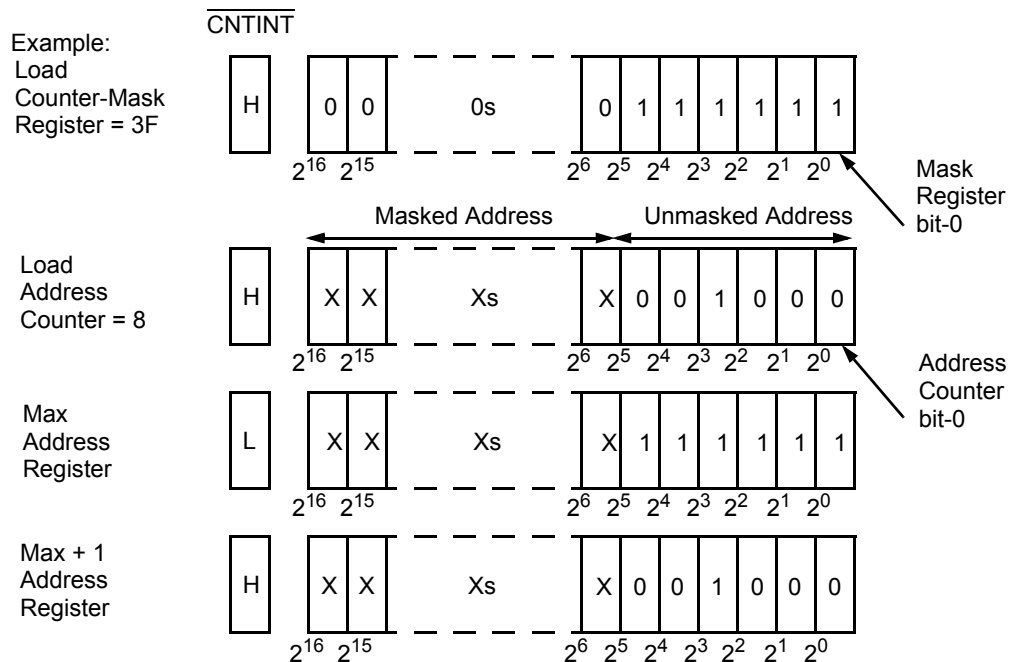 CNTINT
Example:
Load
Counter-Mask
Register = 3F
H 0 0 0s 0 1 1 1 1 1 1
2^16 2^15 2^6 2^5 2^4 2^3 2^2 2^1 2^0
Mask
Register
bit-0
Masked Address Unmasked Address
Load
Address
Counter = 8
H X X Xs X 0 0 1 0 0 0
2^16 2^15 2^6 2^5 2^4 2^3 2^2 2^1 2^0
Address
Counter
bit-0
Max
Address
Register
L X X Xs X 1 1 1 1 1 1
2^16 2^15 2^6 2^5 2^4 2^3 2^2 2^1 2^0
Max + 1
Address
Register
H X X Xs X 0 0 1 0 0 0
2^16 2^15 2^6 2^5 2^4 2^3 2^2 2^1 2^0